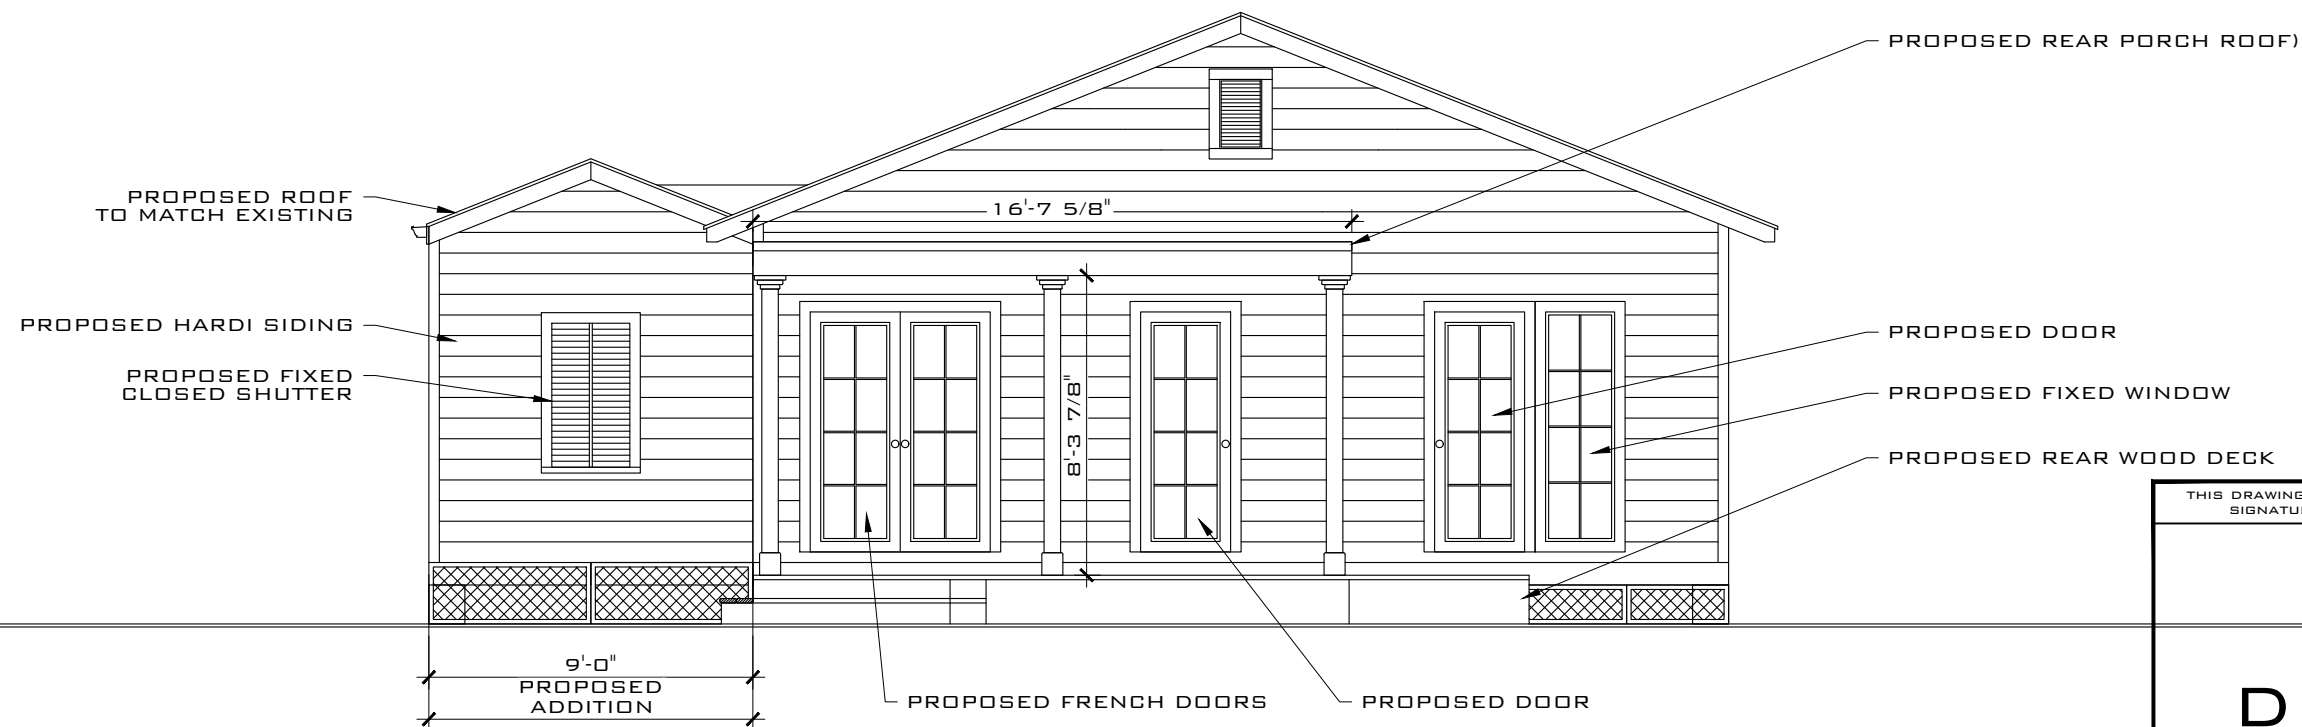 PROPOSED REAR PORCH ROOF)
PROPOSED ROOF
TO MATCH EXISTING
16'-7 5/8"
PROPOSED HARDI SIDING
PROPOSED FIXED
CLOSED SHUTTER
8'-3 7/8"
PROPOSED DOOR
PROPOSED FIXED WINDOW
PROPOSED REAR WOOD DECK
THIS DRAWING
9'-0"
PROPOSED
ADDITION
PROPOSED FRENCH DOORS
PROPOSED DOOR
D